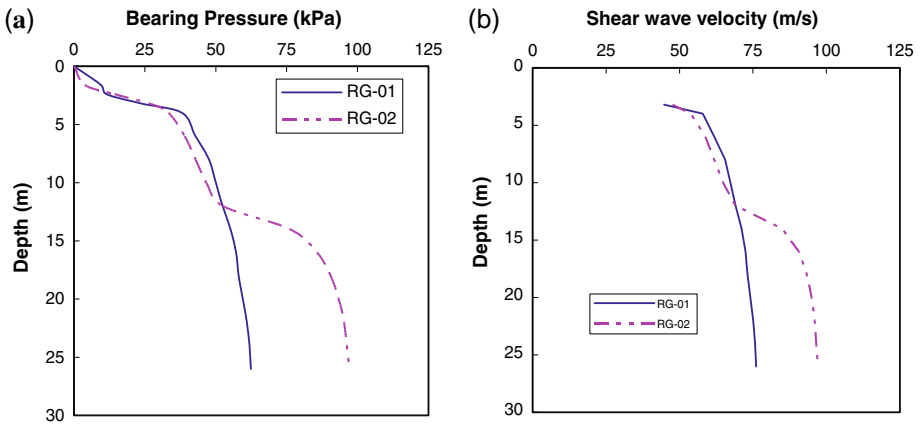 (a)
Bearing Pressure (kPa)
0 25 50 75 100 125
0
5
10
15
20
25
30
Depth (m)
RG-01
RG-02
(b)
Shear wave velocity (m/s)
0 25 50 75 100 125
0
5
10
15
20
25
30
Depth (m)
RG-01
RG-02